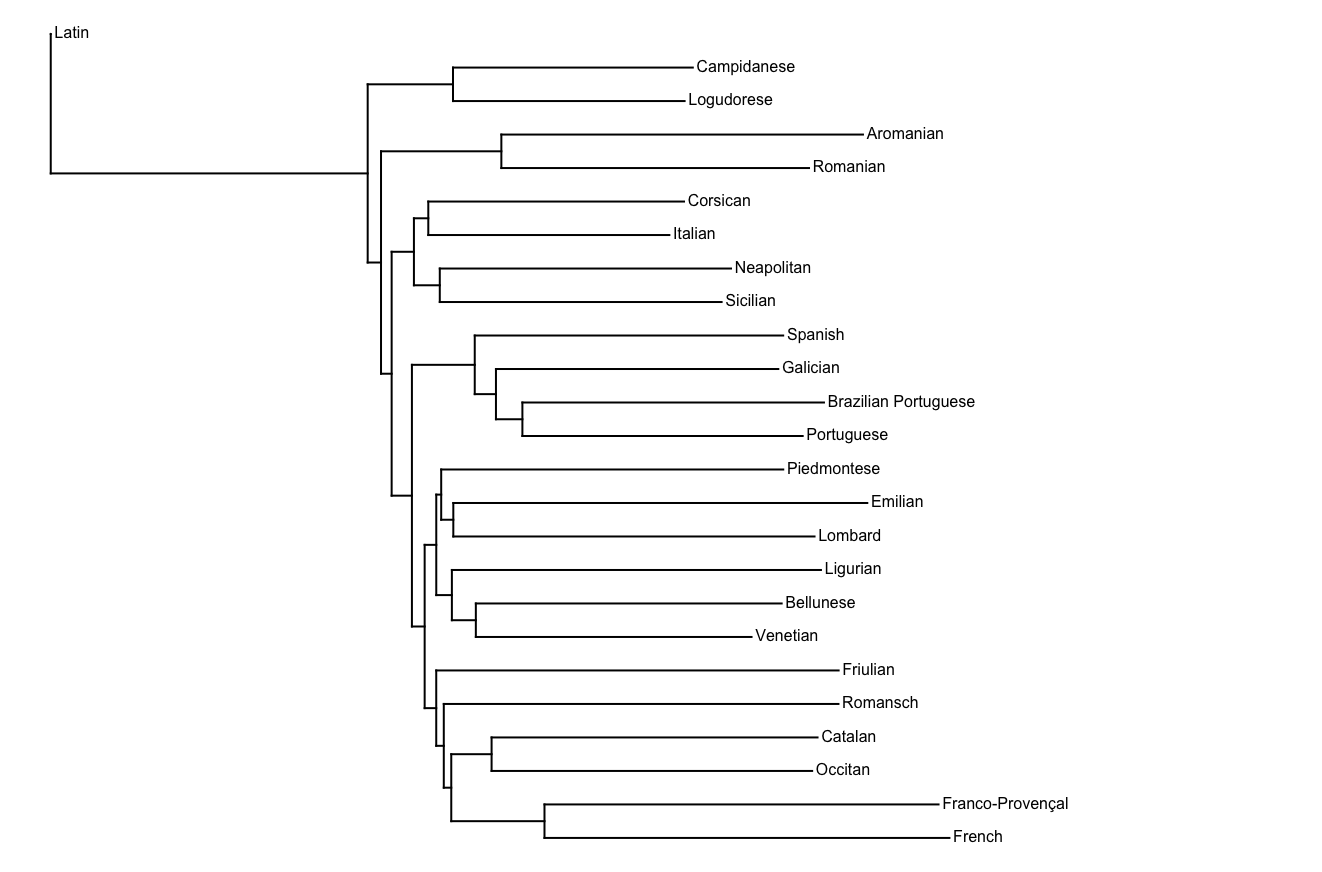 Latin
Campidanese
Logudorese
Aromanian
Romanian
Corsican
Italian
Neapolitan
Sicilian
Spanish
Galician
Brazilian Portuguese
Portuguese
Piedmontese
Emilian
Lombard
Ligurian
Bellunese
Venetian
Friulian
Romansch
Catalan
Occitan
Franco-Provençal
French